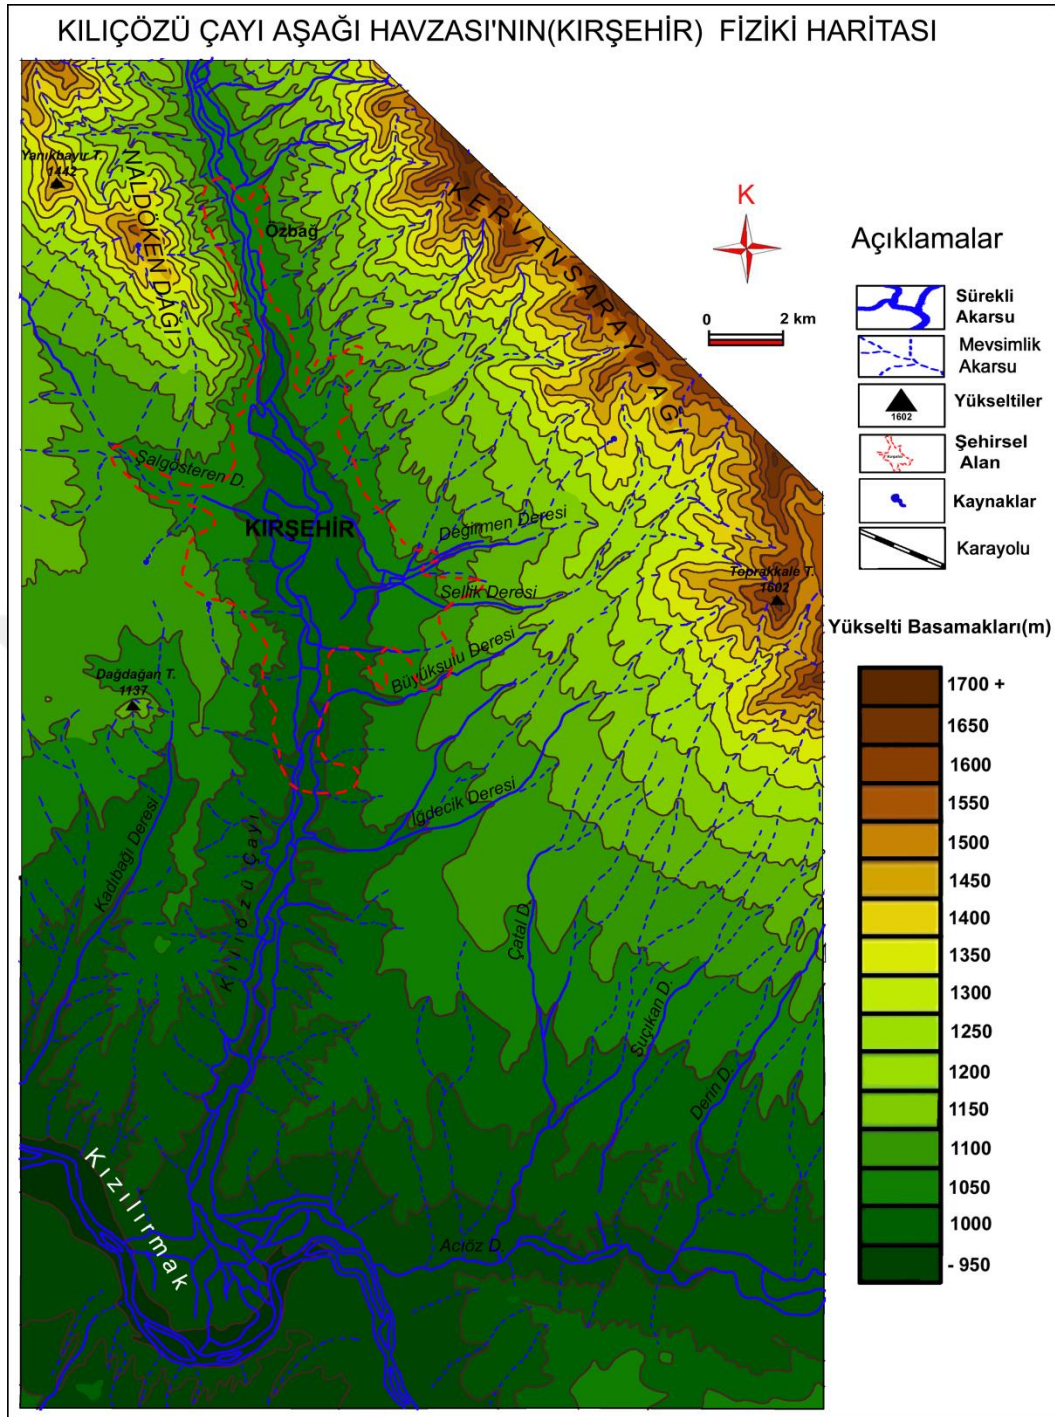 KILIÇÖZÜ ÇAYI AŞAĞI HAVZASI'NIN(KIRŞEHİR) FİZİKİ HARİTASI
Yanıkbayır T.
1442
NALDÖKEN DAĞI
Özbağ
KERVANSARAY DAĞI
Salgösteren D.
KIRŞEHİR
Değirmen Deresi
Sellik Deresi
Toprakkale T.
1602
Büyüksulu Deresi
Dağdağan T.
1137
İğdecik Deresi
Kadıbağı Deresi
Kılıözü Çayı
Çatal D.
Suçıkan D.
Derin D.
Kızılırmak
Acıöz D.
K
0 2 km
Açıklamalar
Sürekli
Akarsu
Mevsimlik
Akarsu
1602
Yükseltiler
Şehirsel
Alan
Kaynaklar
Karayolu
Yükselti Basamakları(m)
1700 +
1650
1600
1550
1500
1450
1400
1350
1300
1250
1200
1150
1100
1050
1000
- 950